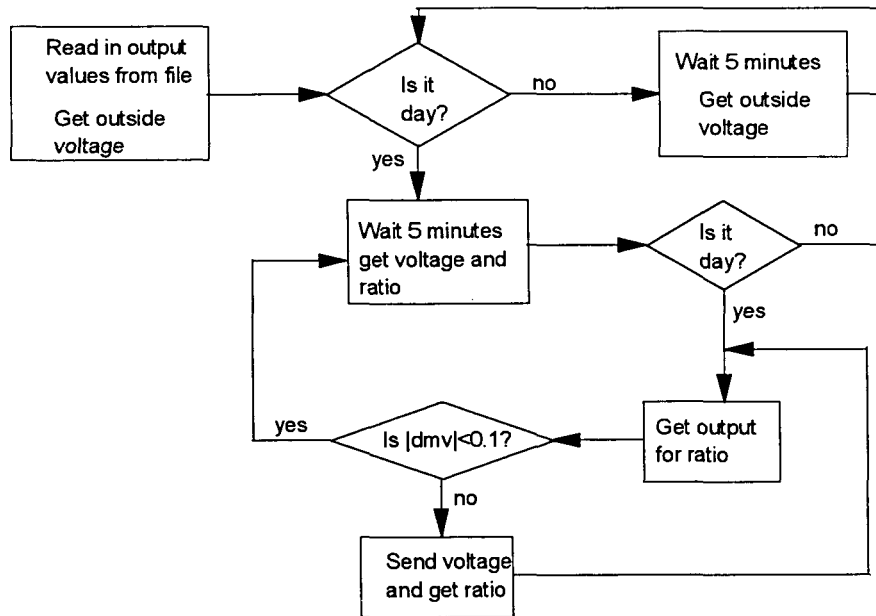 Read in output
values from file
Get outside
voltage
Is it
day?
no
Wait 5 minutes
Get outside
voltage
yes
Wait 5 minutes
get voltage and
ratio
Is it
day?
no
yes
Get output
for ratio
Is |dmv|<0.1?
yes
no
Send voltage
and get ratio